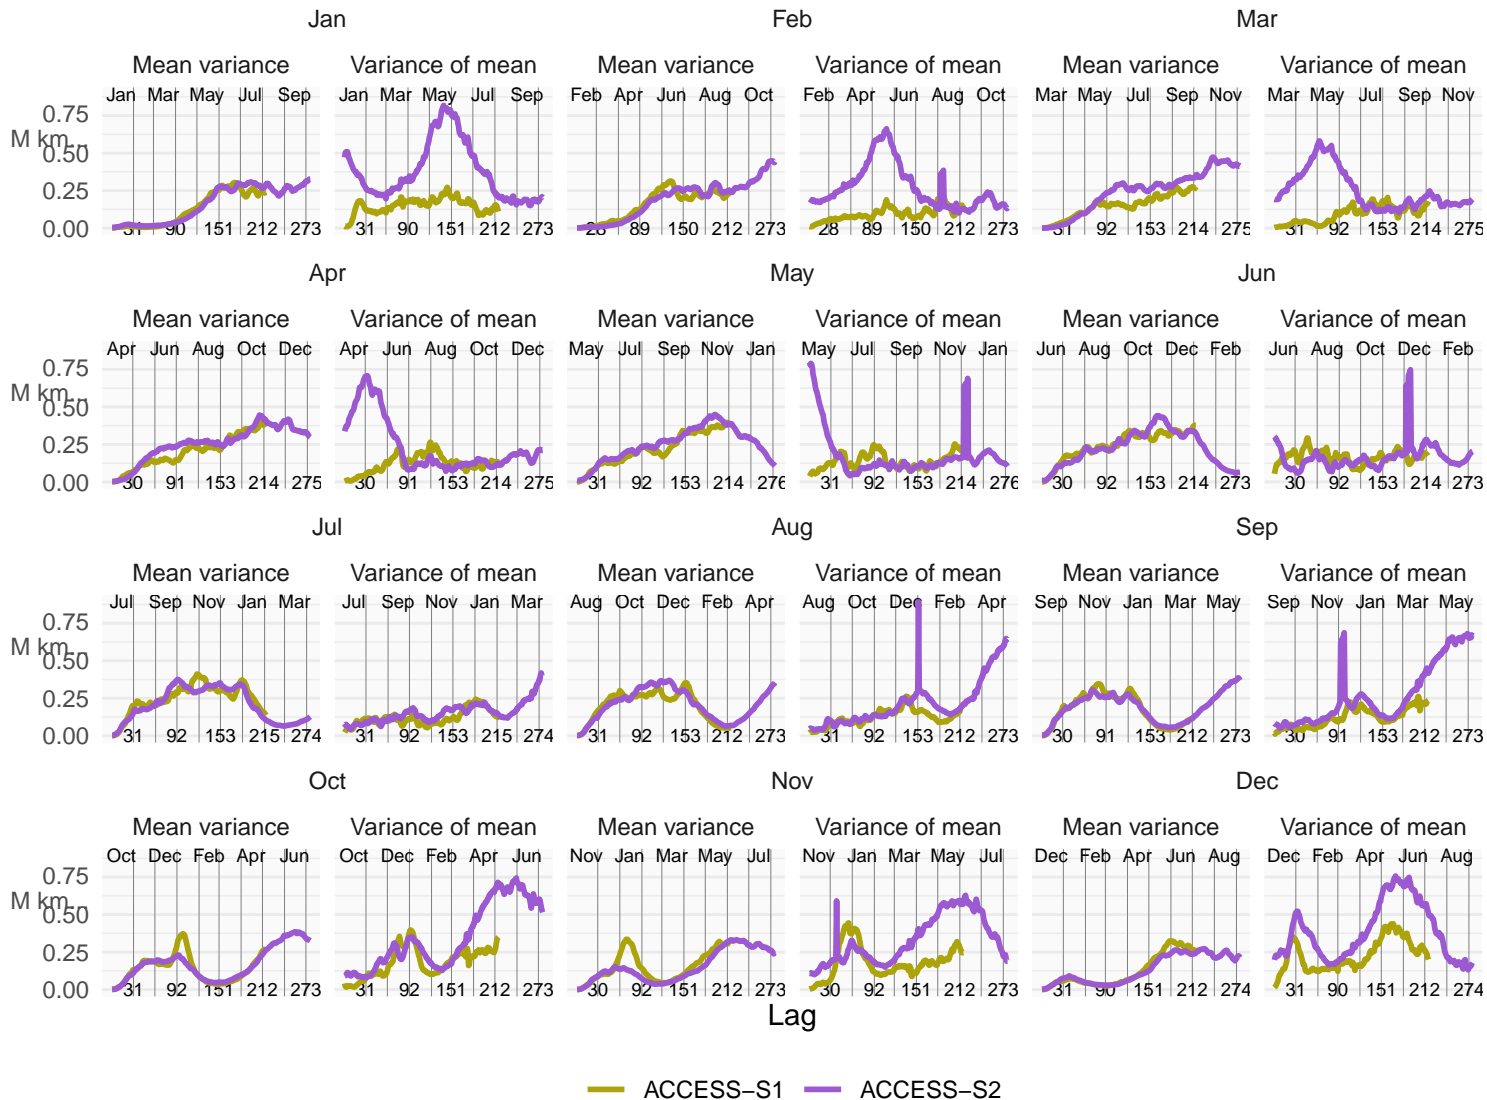 Jan Feb Mar
Mean variance Variance of mean Mean variance Variance of mean Mean variance Variance of mean
Jan Mar May Jul Sep Jan Mar May Jul Sep Feb Apr Jun Aug Oct Feb Apr Jun Aug Oct Mar May Jul Sep Nov Mar May Jul Sep Nov
0.75
M km
0.50
0.25
0.00
31 90 151 212 273 31 90 151 212 273 28 89 150 212 273 28 89 150 212 273 31 92 153 214 275 31 92 153 214 275
Apr May Jun
Mean variance Variance of mean Mean variance Variance of mean Mean variance Variance of mean
Apr Jun Aug Oct Dec Apr Jun Aug Oct Dec May Jul Sep Nov Jan May Jul Sep Nov Jan Jun Aug Oct Dec Feb Jun Aug Oct Dec Feb
0.75
M km
0.50
0.25
0.00
30 92 153 214 275 30 92 153 214 275 31 92 153 214 276 31 92 153 214 276 30 92 153 214 273 30 92 153 214 273
Jul Aug Sep
Mean variance Variance of mean Mean variance Variance of mean Mean variance Variance of mean
Jul Sep Nov Jan Mar Jul Sep Nov Jan Mar Aug Oct Dec Feb Apr Aug Oct Dec Feb Apr Sep Nov Jan Mar May Sep Nov Jan Mar May
0.75
M km
0.50
0.25
0.00
31 92 153 215 274 31 92 153 215 274 31 92 153 212 273 31 92 153 212 273 30 91 153 212 273 30 91 153 212 273
Oct Nov Dec
Mean variance Variance of mean Mean variance Variance of mean Mean variance Variance of mean
Oct Dec Feb Apr Jun Oct Dec Feb Apr Jun Nov Jan Mar May Jul Nov Jan Mar May Jul Dec Feb Apr Jun Aug Dec Feb Apr Jun Aug
0.75
M km
0.50
0.25
0.00
31 92 151 212 273 31 92 151 212 273 30 92 151 212 273 30 92 151 212 273 31 90 151 212 274 31 90 151 212 274
Lag
ACCESS−S1 ACCESS−S2